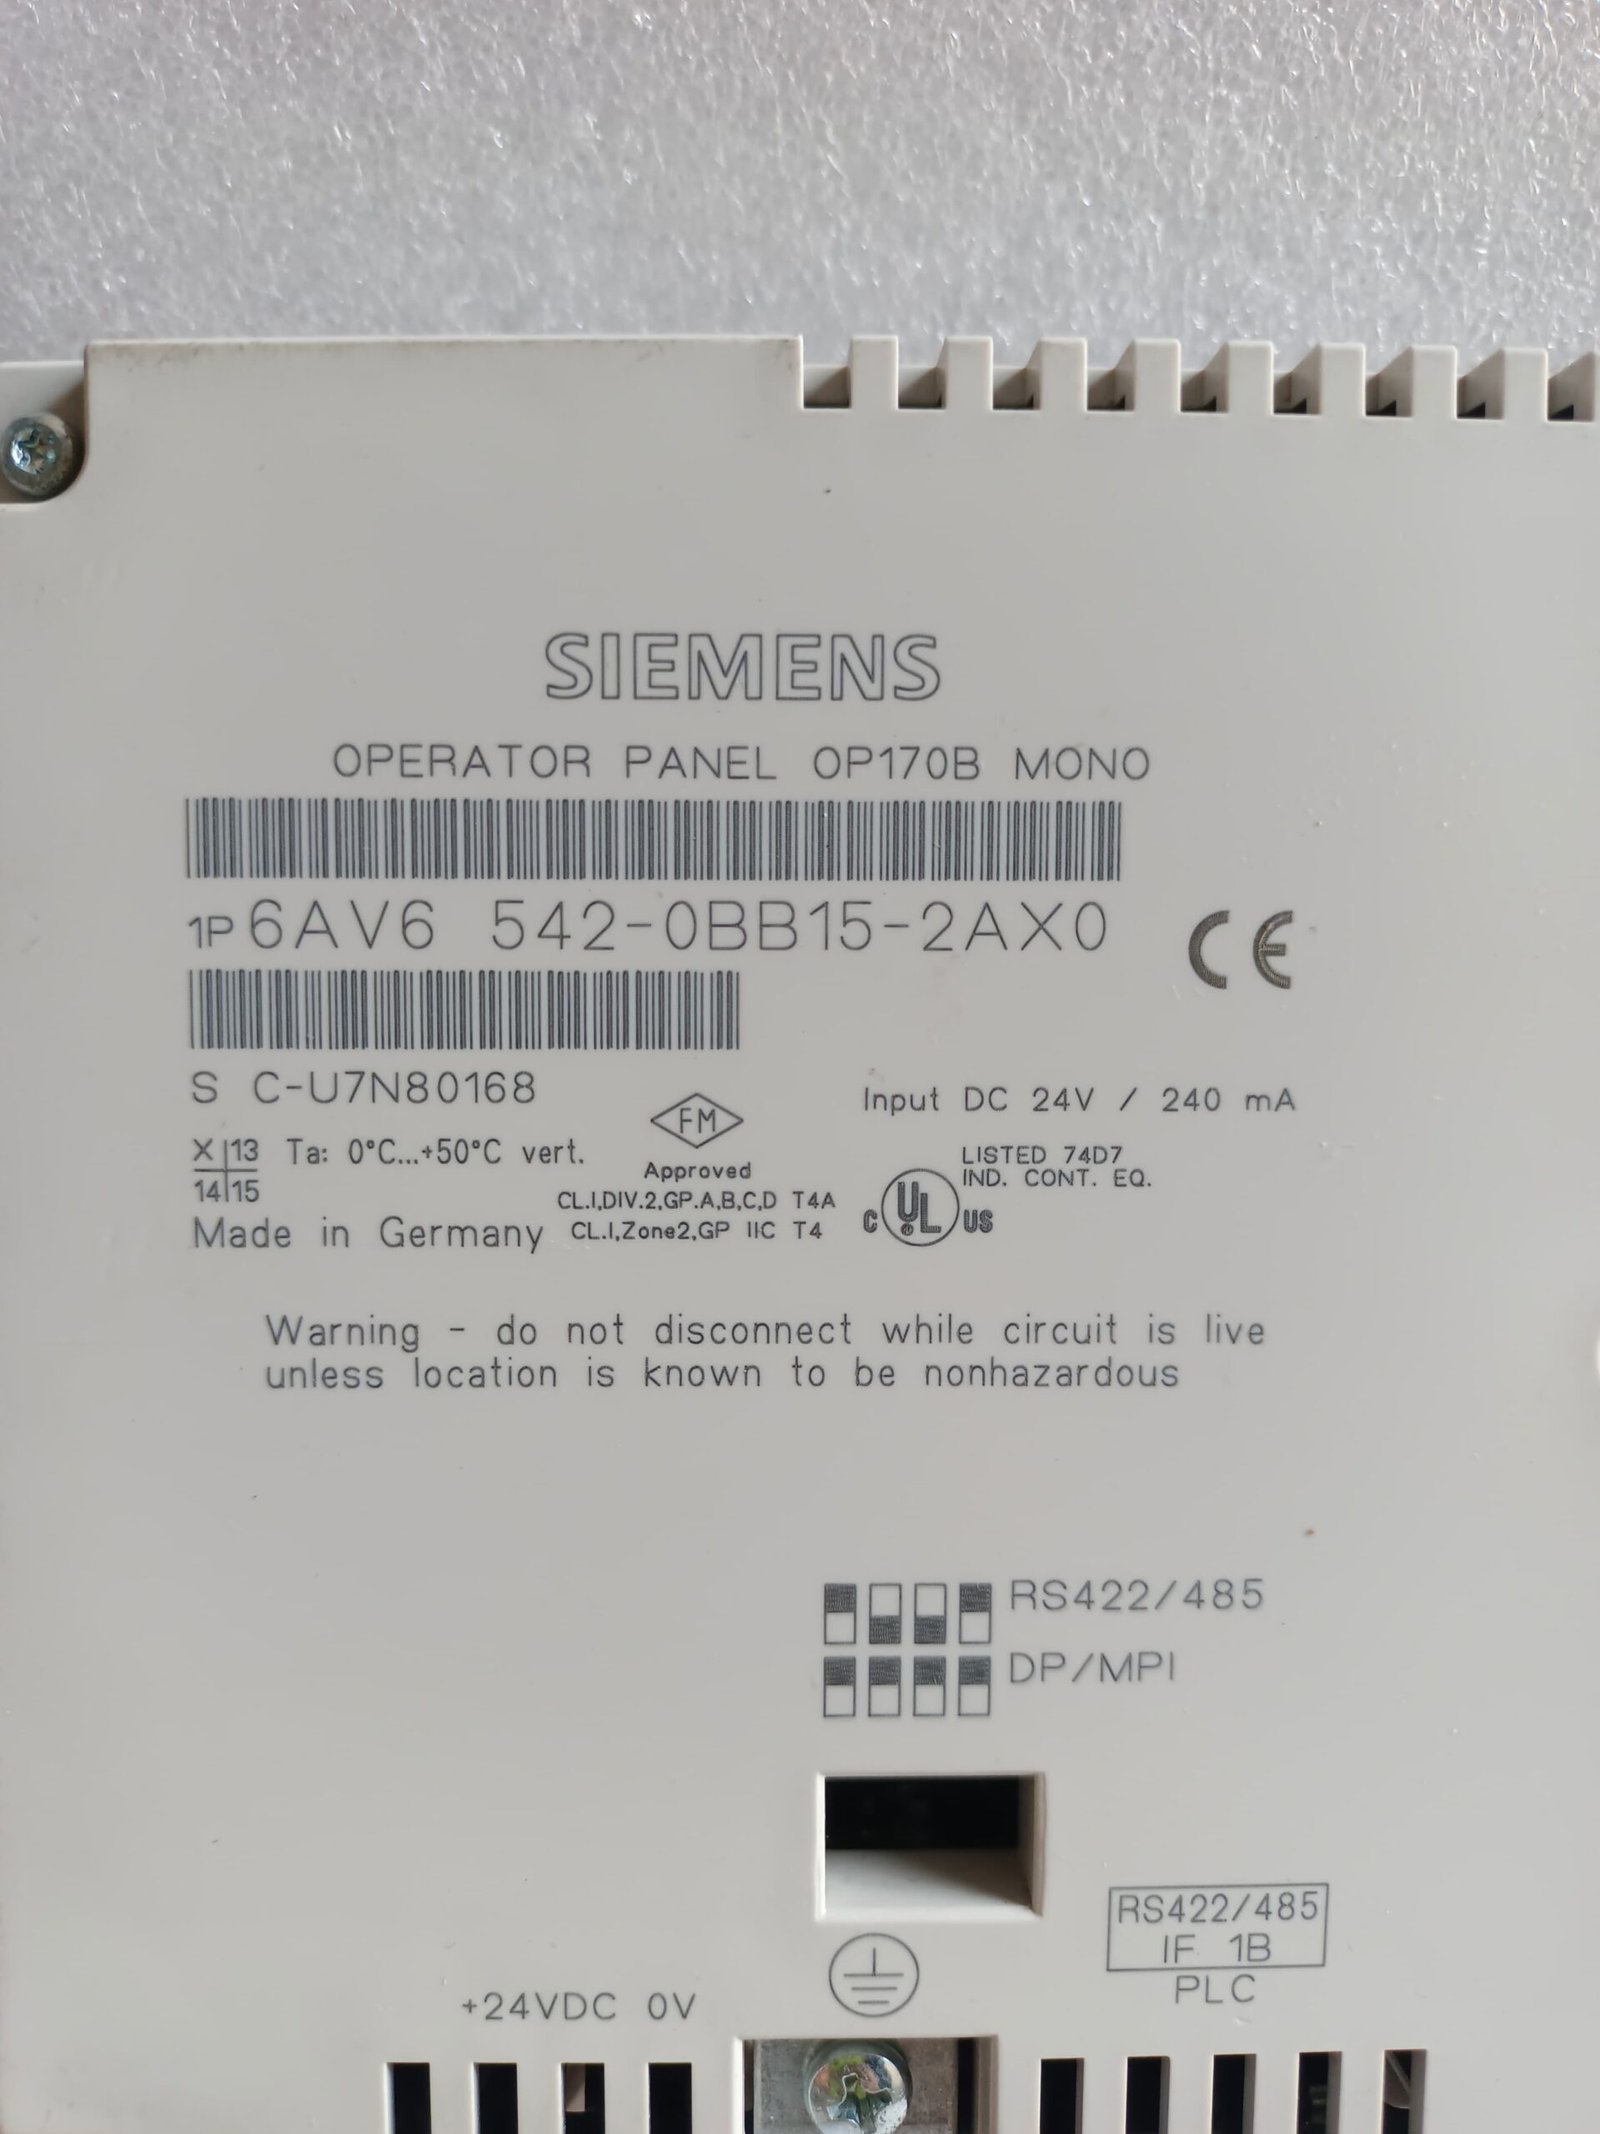 SIEMENS
OPERATOR PANEL OP170B MONO
1P 6AV6 542-0BB15-2AX0
CE
S C-U7N80168
FM
Approved
Input DC 24V / 240 mA
X 13
14 15
Ta: 0°C...+50°C vert.
CL.I,DIV.2,GP.A,B,C,D T4A
CL.I,Zone2,GP IIC T4
LISTED 74D7
IND. CONT. EQ.
C UL US
Made in Germany
Warning - do not disconnect while circuit is live
unless location is known to be nonhazardous
RS422/485
DP/MPI
RS422/485
IF 1B
PLC
+24VDC 0V